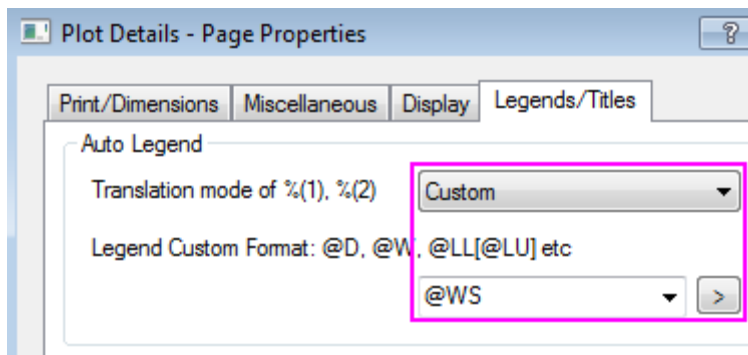 Plot Details - Page Properties
?
Print/Dimensions Miscellaneous Display Legends/Titles
Auto Legend
Translation mode of %(1), %(2) Custom
Legend Custom Format: @D, @W, @LL[@LU] etc
@WS >